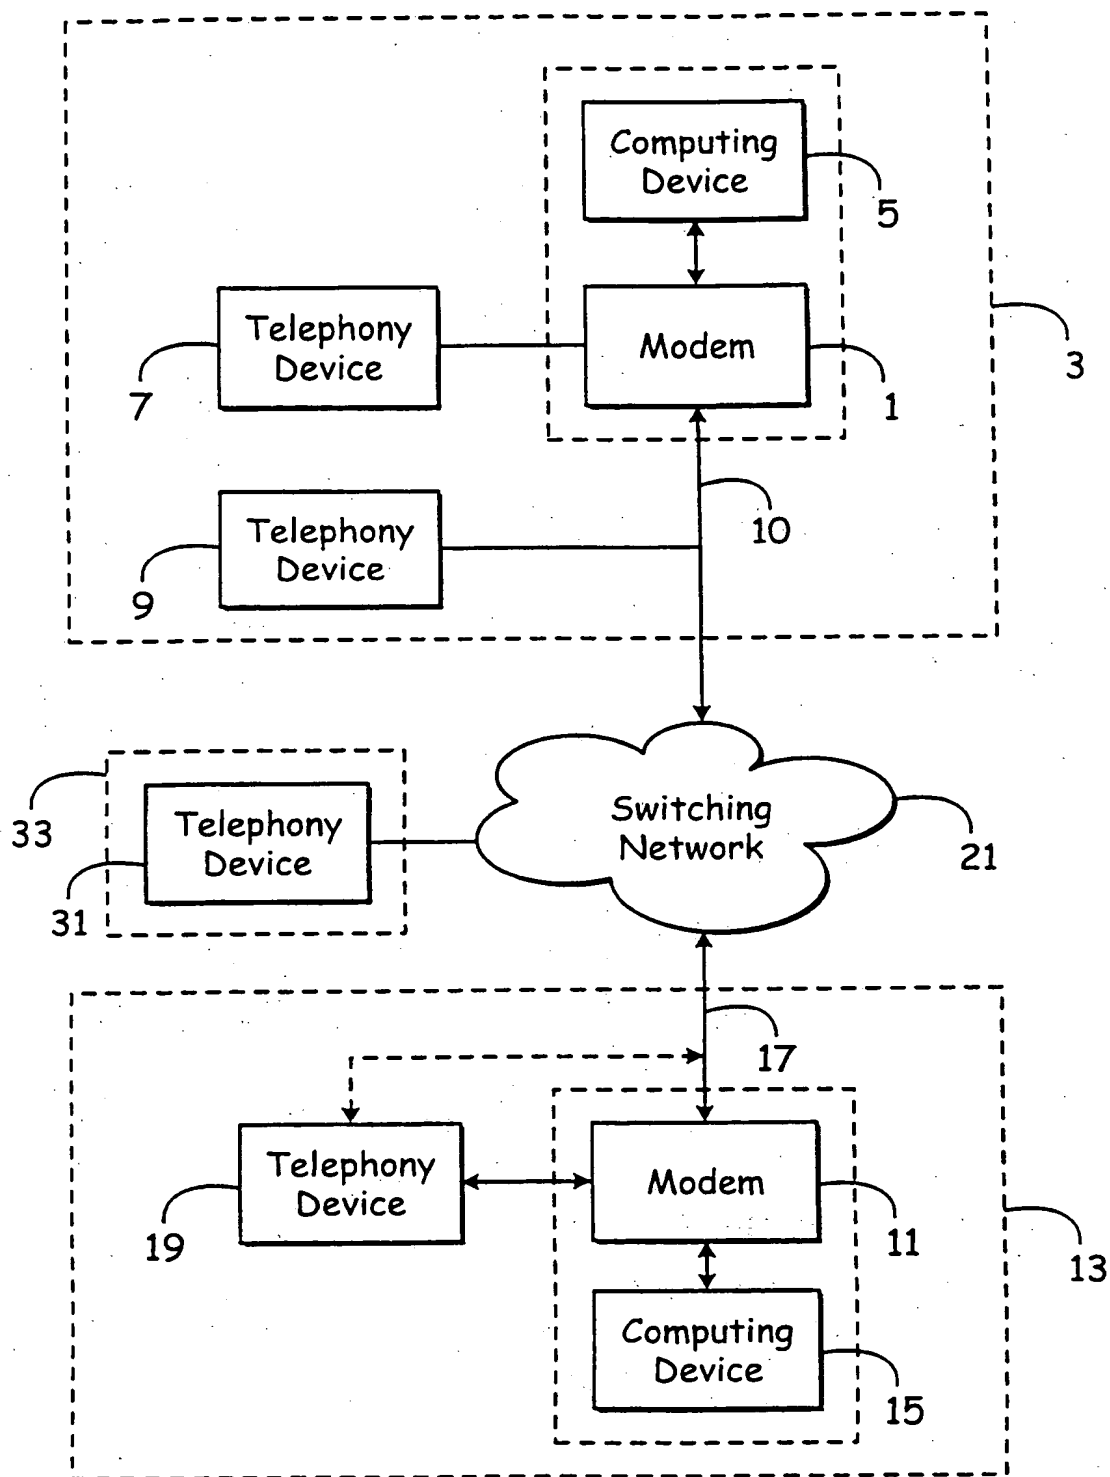 Computing
Device
5
Telephony
Device
7
Modem
1
3
10
Telephony
Device
9
33
Telephony
Device
31
Switching
Network
21
17
Telephony
Device
19
Modem
11
13
Computing
Device
15